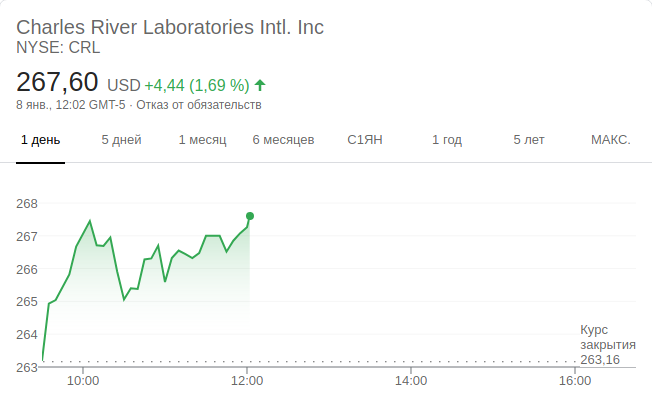 Charles River Laboratories Intl. Inc
NYSE: CRL
267,60 USD +4,44 (1,69 %)
8 янв., 12:02 GMT-5 · Отказ от обязательств
1 день 5 дней 1 месяц 6 месяцев С1ЯН 1 год 5 лет МАКС.
268
267
266
265
264
263
Курс
закрытия
263,16
10:00 12:00 14:00 16:00